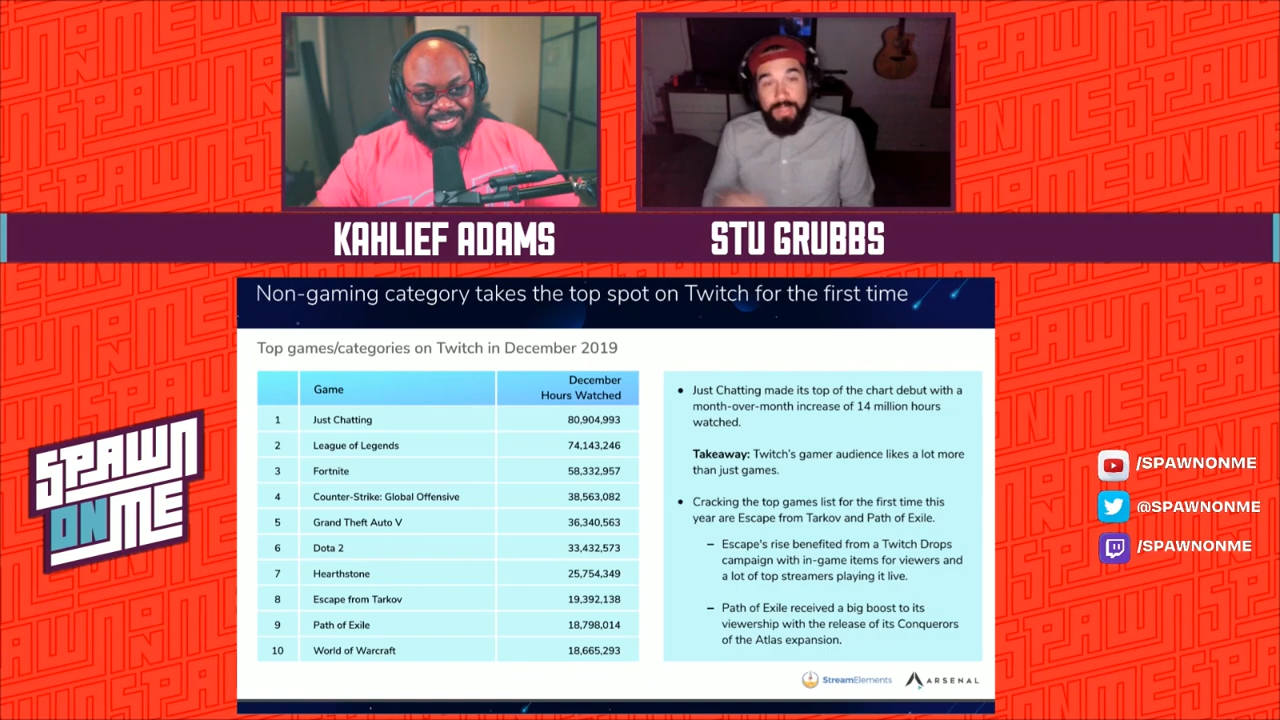 KAHLIEF ADAMS
STU GRUBBS
Non-gaming category takes the top spot on Twitch for the first time
Top games/categories on Twitch in December 2019
Game
December
Hours Watched
1 Just Chatting 80,904,993
2 League of Legends 74,143,246
3 Fortnite 58,332,957
4 Counter-Strike: Global Offensive 38,563,082
5 Grand Theft Auto V 36,340,563
6 Dota 2 33,432,573
7 Hearthstone 25,754,349
8 Escape from Tarkov 19,392,138
9 Path of Exile 18,798,014
10 World of Warcraft 18,665,293
• Just Chatting made its top of the chart debut with a
month-over-month increase of 14 million hours
watched.
Takeaway: Twitch's gamer audience likes a lot more
than just games.
• Cracking the top games list for the first time this
year are Escape from Tarkov and Path of Exile.
– Escape's rise benefited from a Twitch Drops
campaign with in-game items for viewers and
a lot of top streamers playing it live.
– Path of Exile received a big boost to its
viewership with the release of its Conquerors
of the Atlas expansion.
StreamElements
ARSENAL
SPAWN
ON ME
/SPAWNONME
@SPAWNONME
/SPAWNONME